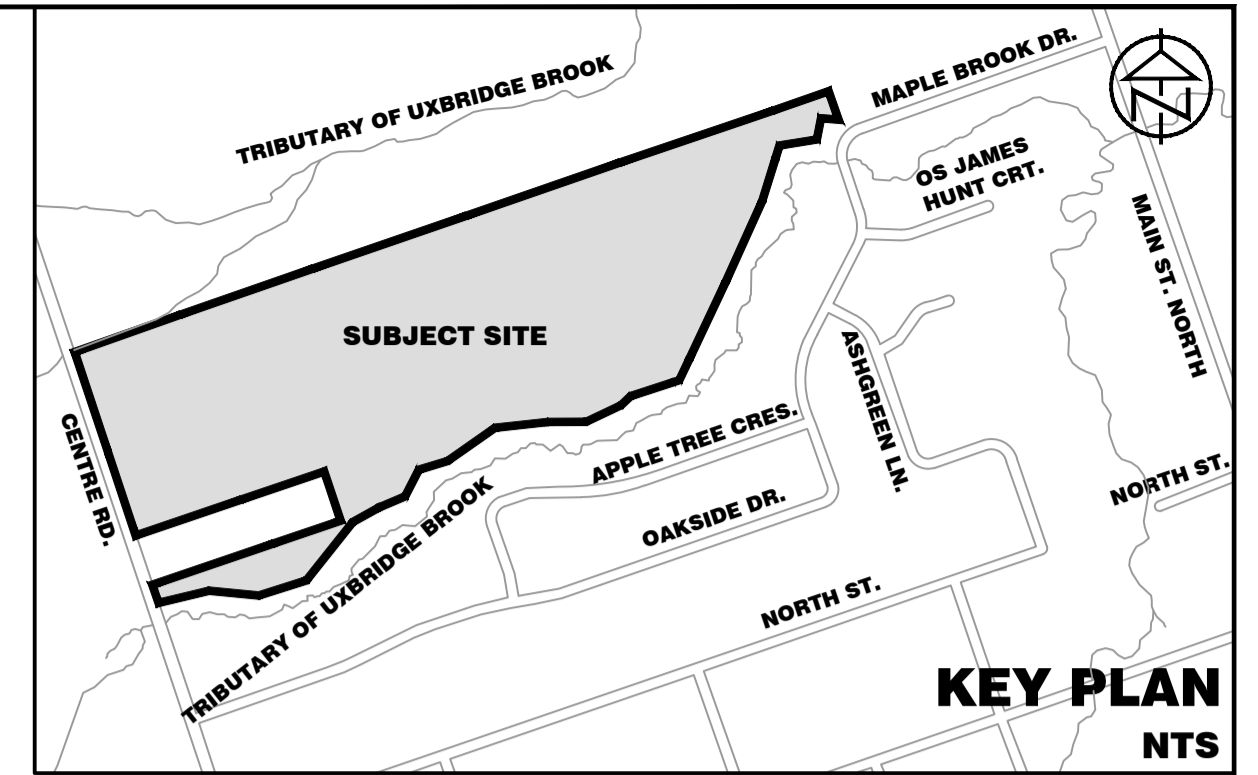 MAPLE BROOK DR.
TRIBUTARY OF UXBRIDGE BROOK
N
OS JAMES
HUNT CRT.
MAIN ST. NORTH
SUBJECT SITE
ASHGREEN LN.
CENTRE RD.
APPLE TREE CRES.
NORTH ST.
OAKSIDE DR.
TRIBUTARY OF UXBRIDGE BROOK
NORTH ST.
KEY PLAN
NTS